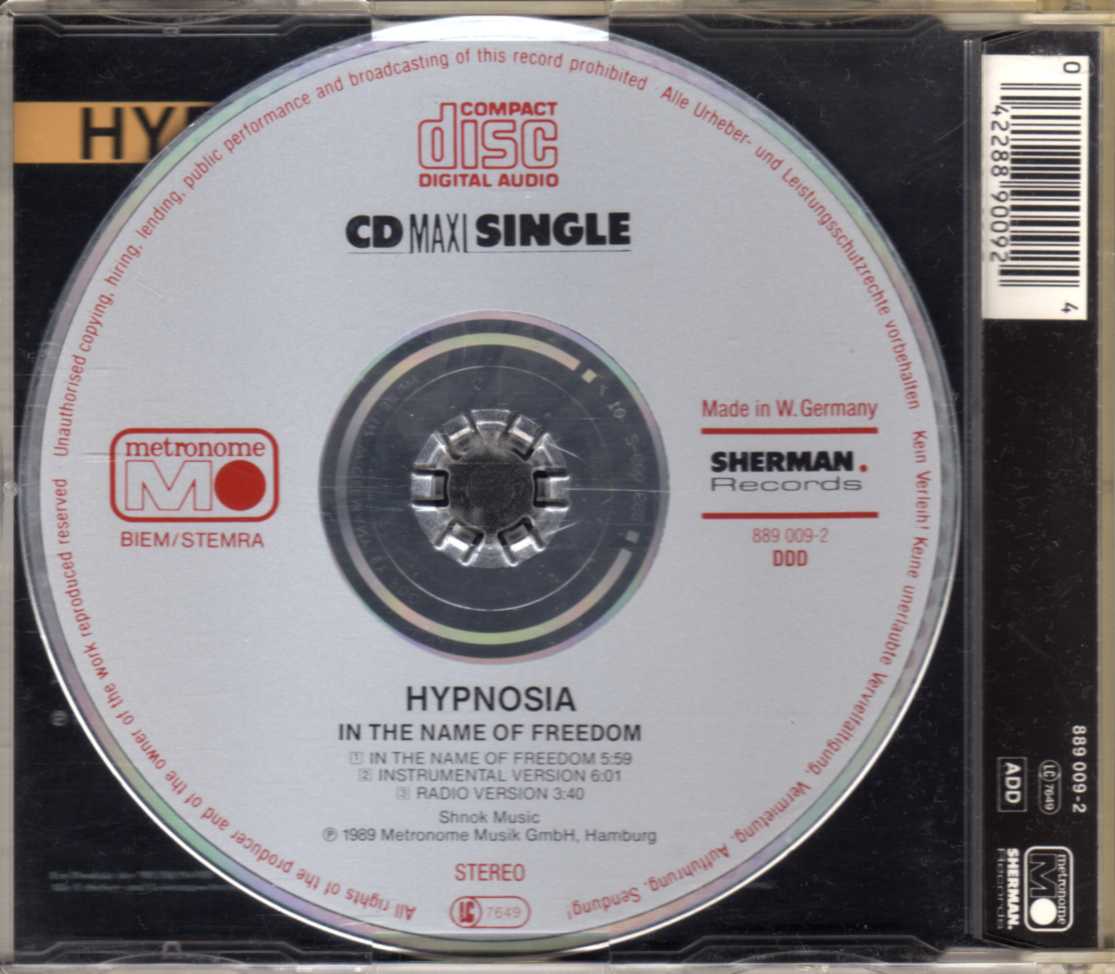 HYP
COMPACT
disc
DIGITAL AUDIO
CD MAXI SINGLE
Unauthorised copying, hiring, lending, public performance and broadcasting of this record prohibited · Alle Urheber- und Leistungsschutzrechte vorbehalten
Kein Verleih! Keine unerlaubte Vervielfältigung, Vermietung, Aufführung, Sendung!
All rights of the producer and of the owner of the work reproduced reserved ·
metronome
M
BIEM/STEMRA
Made in W. Germany
SHERMAN.
Records
889 009-2
DDD
HYPNOSIA
IN THE NAME OF FREEDOM
1 IN THE NAME OF FREEDOM 5:59
2 INSTRUMENTAL VERSION 6:01
3 RADIO VERSION 3:40
Shnok Music
℗ 1989 Metronome Musik GmbH, Hamburg
STEREO
LC 7649
0 42288 90092 4
889 009-2
LC 7649
ADD
metronome
M
SHERMAN.
Records